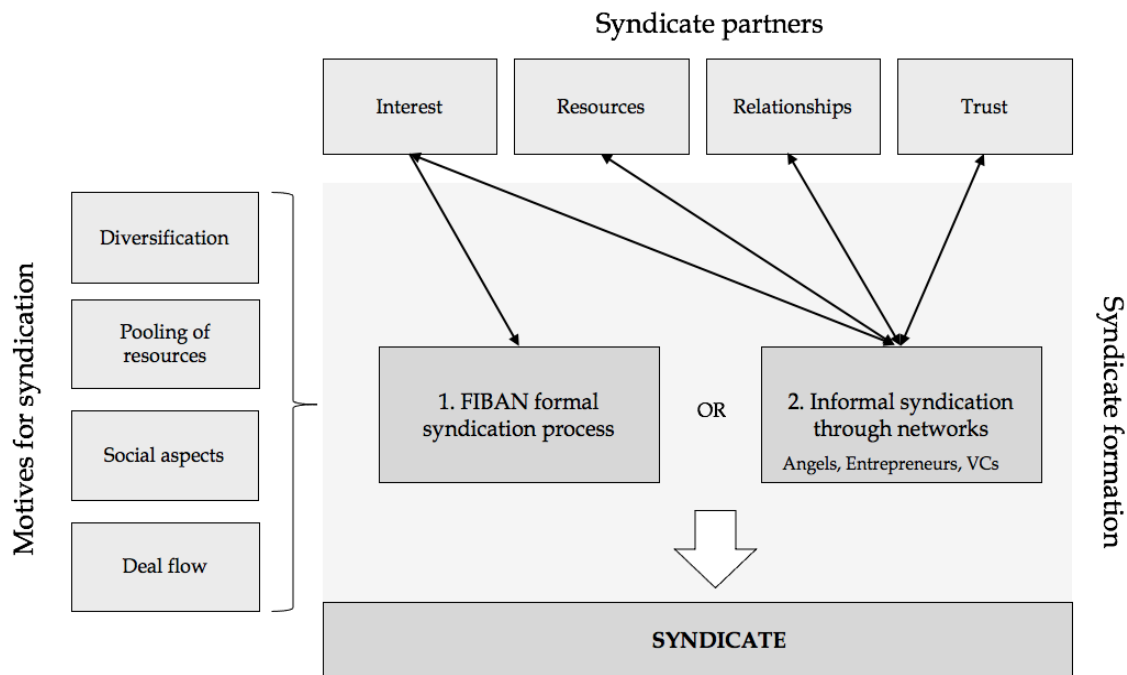 Syndicate partners
Interest
Resources
Relationships
Trust
Motives for syndication
Diversification
Pooling of
resources
Social aspects
Deal flow
1. FIBAN formal
syndication process
OR
2. Informal syndication
through networks
Angels, Entrepreneurs, VCs
Syndicate formation
SYNDICATE